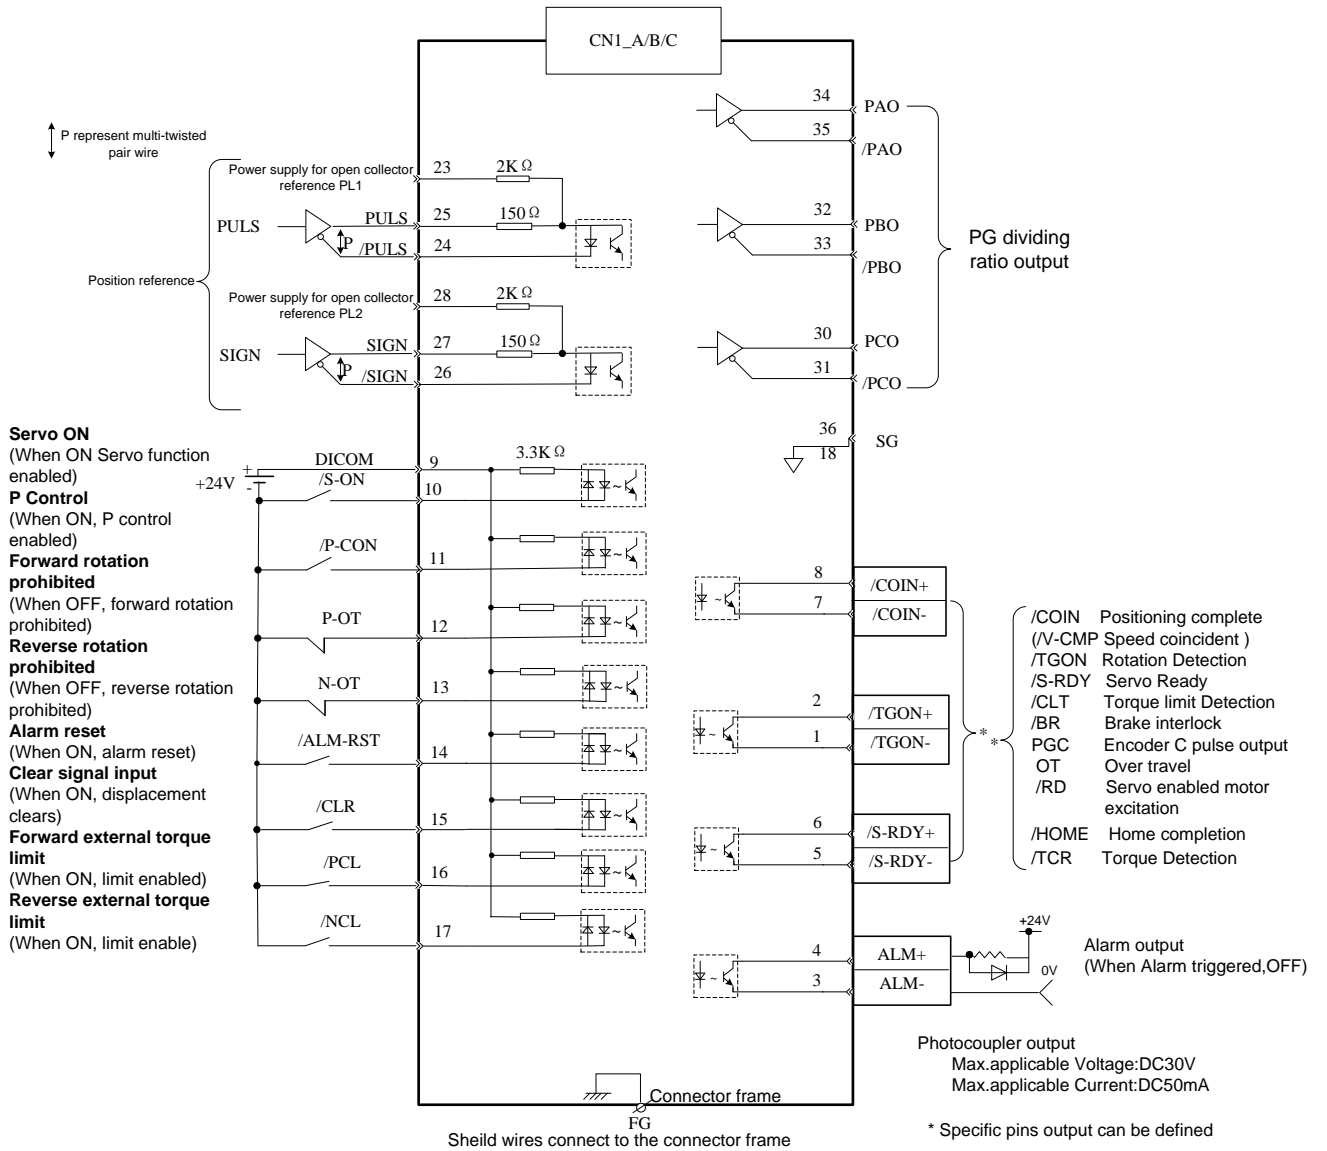 CN1_A/B/C
P represent multi-twisted
pair wire
Position reference
Power supply for open collector
reference PL1
23
2K Ω
PULS
PULS
25
150 Ω
P
/PULS
24
Power supply for open collector
reference PL2
28
2K Ω
SIGN
SIGN
27
150 Ω
P
/SIGN
26
34
PAO
35
/PAO
32
PBO
33
/PBO
30
PCO
31
/PCO
PG dividing
ratio output
36
18
SG
Servo ON
(When ON Servo function
enabled)
P Control
(When ON, P control
enabled)
Forward rotation
prohibited
(When OFF, forward rotation
prohibited)
Reverse rotation
prohibited
(When OFF, reverse rotation
prohibited)
Alarm reset
(When ON, alarm reset)
Clear signal input
(When ON, displacement
clears)
Forward external torque
limit
(When ON, limit enabled)
Reverse external torque
limit
(When ON, limit enable)
+24V
+
-
DICOM
9
3.3K Ω
/S-ON
10
/P-CON
11
P-OT
12
N-OT
13
/ALM-RST
14
/CLR
15
/PCL
16
/NCL
17
8
/COIN+
7
/COIN-
2
/TGON+
1
/TGON-
6
/S-RDY+
5
/S-RDY-
4
ALM+
3
ALM-
*
*
/COIN Positioning complete
(/V-CMP Speed coincident )
/TGON Rotation Detection
/S-RDY Servo Ready
/CLT Torque limit Detection
/BR Brake interlock
PGC Encoder C pulse output
OT Over travel
/RD Servo enabled motor
excitation
/HOME Home completion
/TCR Torque Detection
+24V
0V
Alarm output
(When Alarm triggered,OFF)
Photocoupler output
Max.applicable Voltage:DC30V
Max.applicable Current:DC50mA
Connector frame
FG
Sheild wires connect to the connector frame
* Specific pins output can be defined